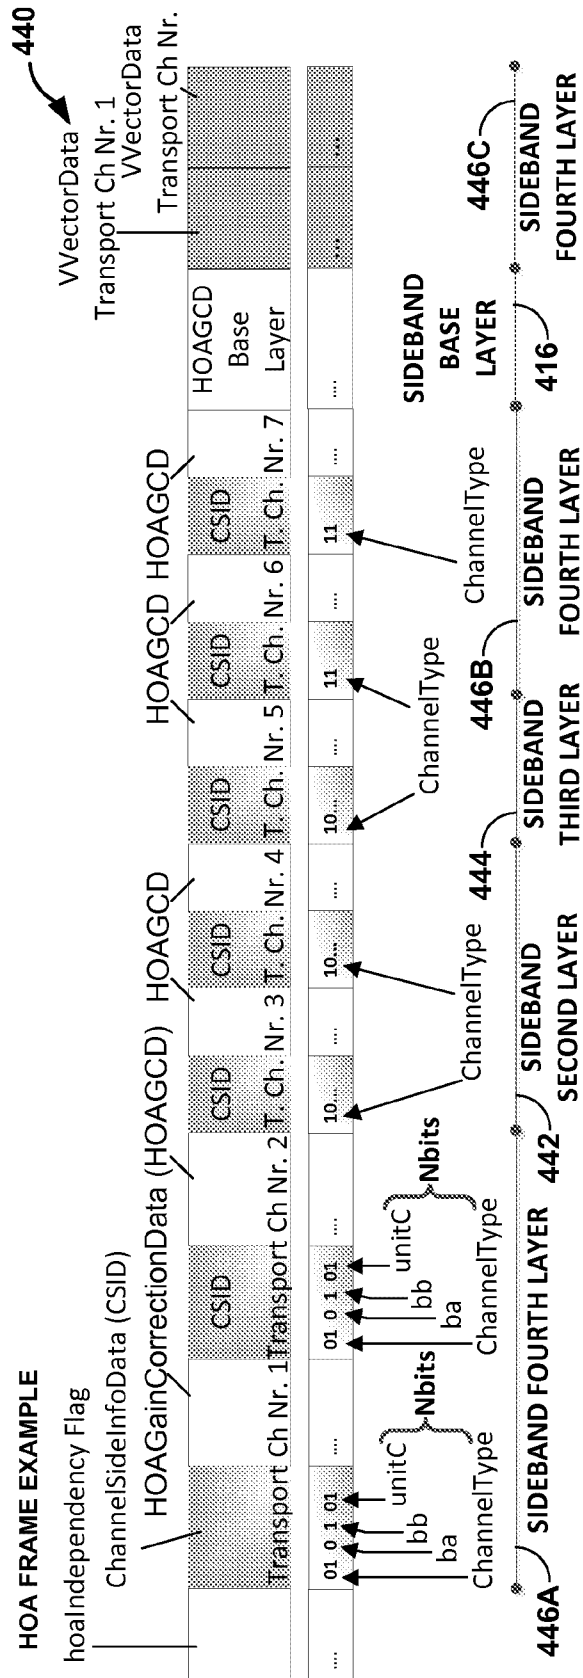 HOA FRAME EXAMPLE
440
hoaIndependency Flag
ChannelSideInfoData (CSID)
HOAGainCorrectionData (HOAGCD)
HOAGCD
HOAGCD
HOAGCD
VVectorData
Transport Ch Nr. 1
VVectorData
Transport Ch Nr.
Transport Ch Nr. 1
CSID
Transport Ch Nr. 2
CSID
T. Ch. Nr. 3
CSID
T. Ch. Nr. 4
CSID
T. Ch. Nr. 5
CSID
T. Ch. Nr. 6
CSID
T. Ch. Nr. 7
HOAGCD
Base
Layer
.... 01 0 1 01 .... 01 0 1 01 .... 10... .... 10... .... 10... .... 11 .... 11 .... .... ... ...
ChannelType
ba
bb
unitC
Nbits
ChannelType
ba
bb
unitC
Nbits
ChannelType
ChannelType
ChannelType
446A
SIDEBAND FOURTH LAYER
442
SIDEBAND
SECOND LAYER
444
SIDEBAND
THIRD LAYER
446B
SIDEBAND
FOURTH LAYER
SIDEBAND
BASE
LAYER
416
446C
SIDEBAND
FOURTH LAYER